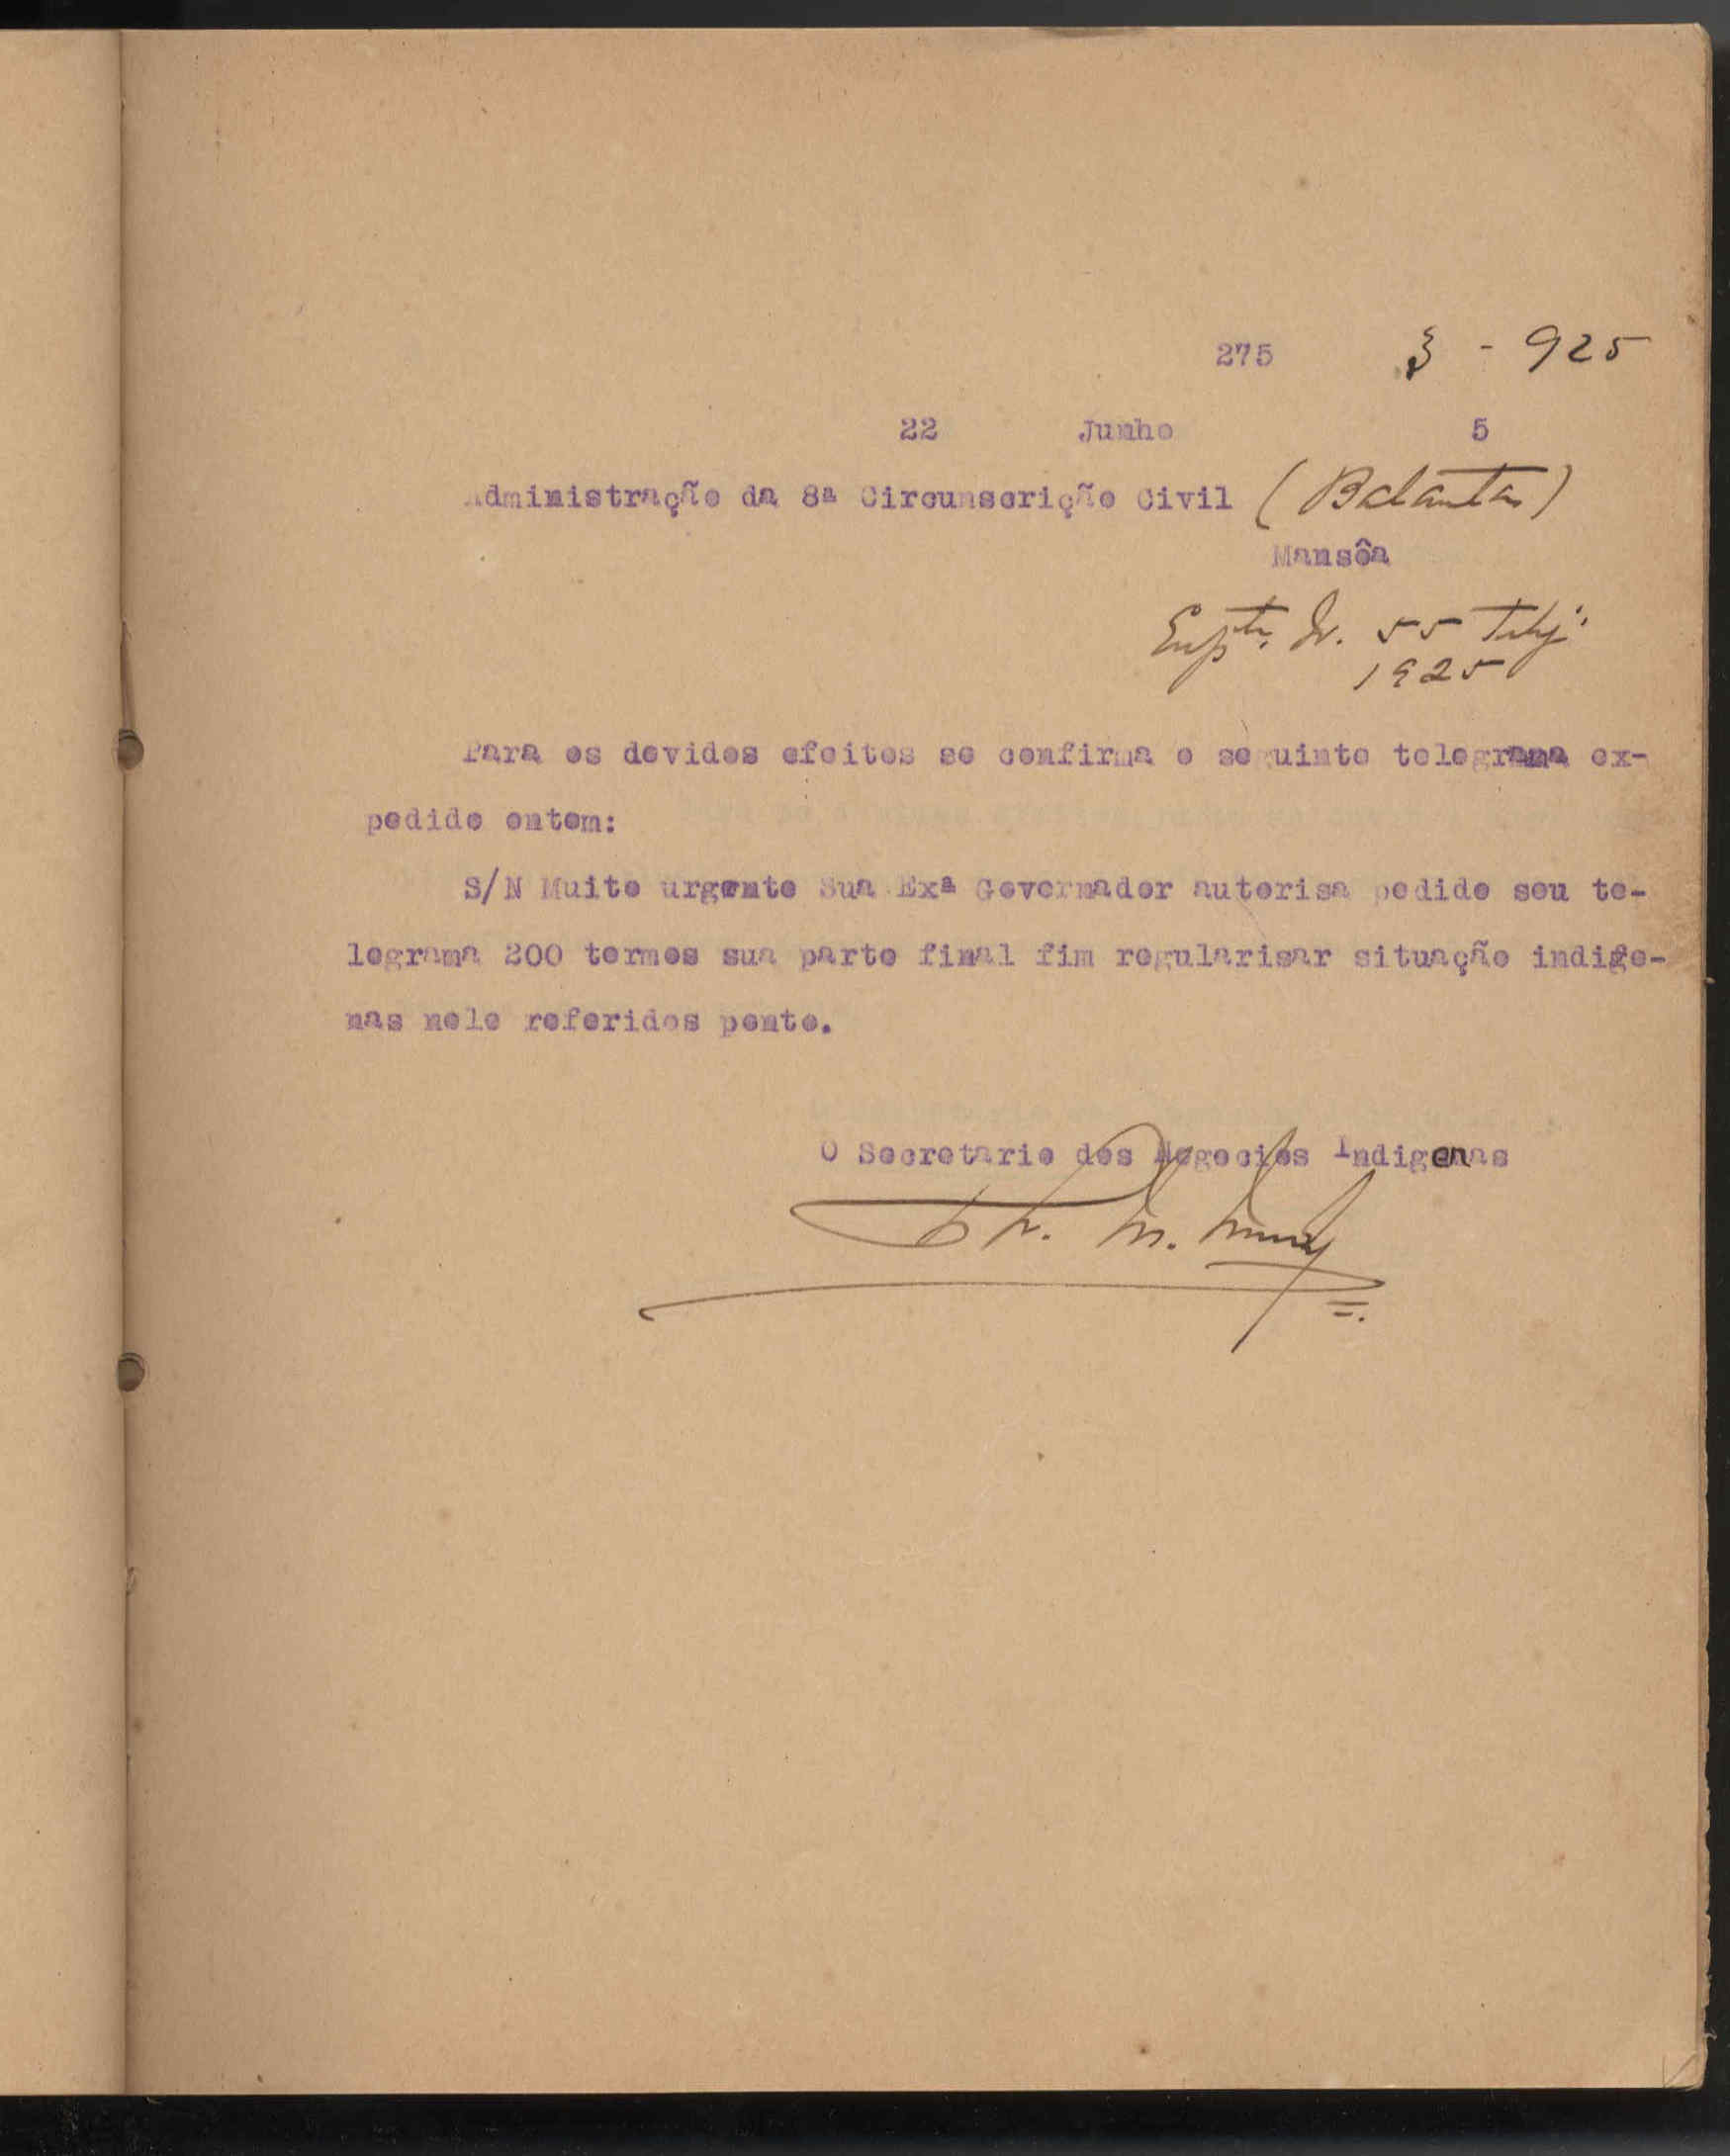 275 3 - 925
22 Junho 5
Administração da 8ª Circunscrição Civil (Balantas)
Mansôa
55
1925
Para os devidos efeitos se confirma o seguinte telegrama ex-
pedido ontem:
S/N Muito urgente Sua Exª Governador autorisa pedido seu te-
legrama 200 termos sua parte final fim regularisar situação indige-
nas nele referidos ponto.
O Secretario dos Negocios Indigenas